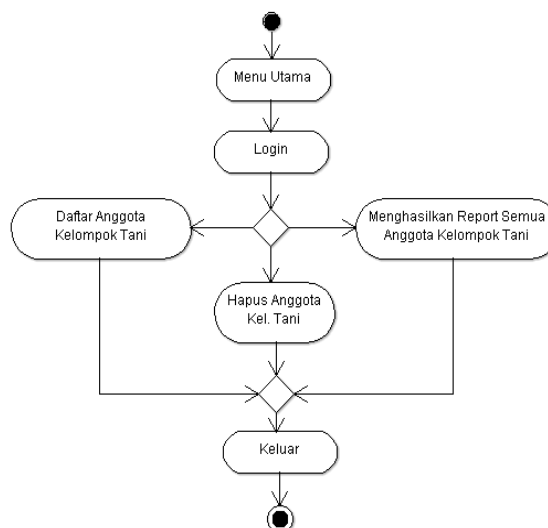 Menu Utama
Login
Daftar Anggota
Kelompok Tani
Menghasilkan Report Semua
Anggota Kelompok Tani
Hapus Anggota
Kel. Tani
Keluar